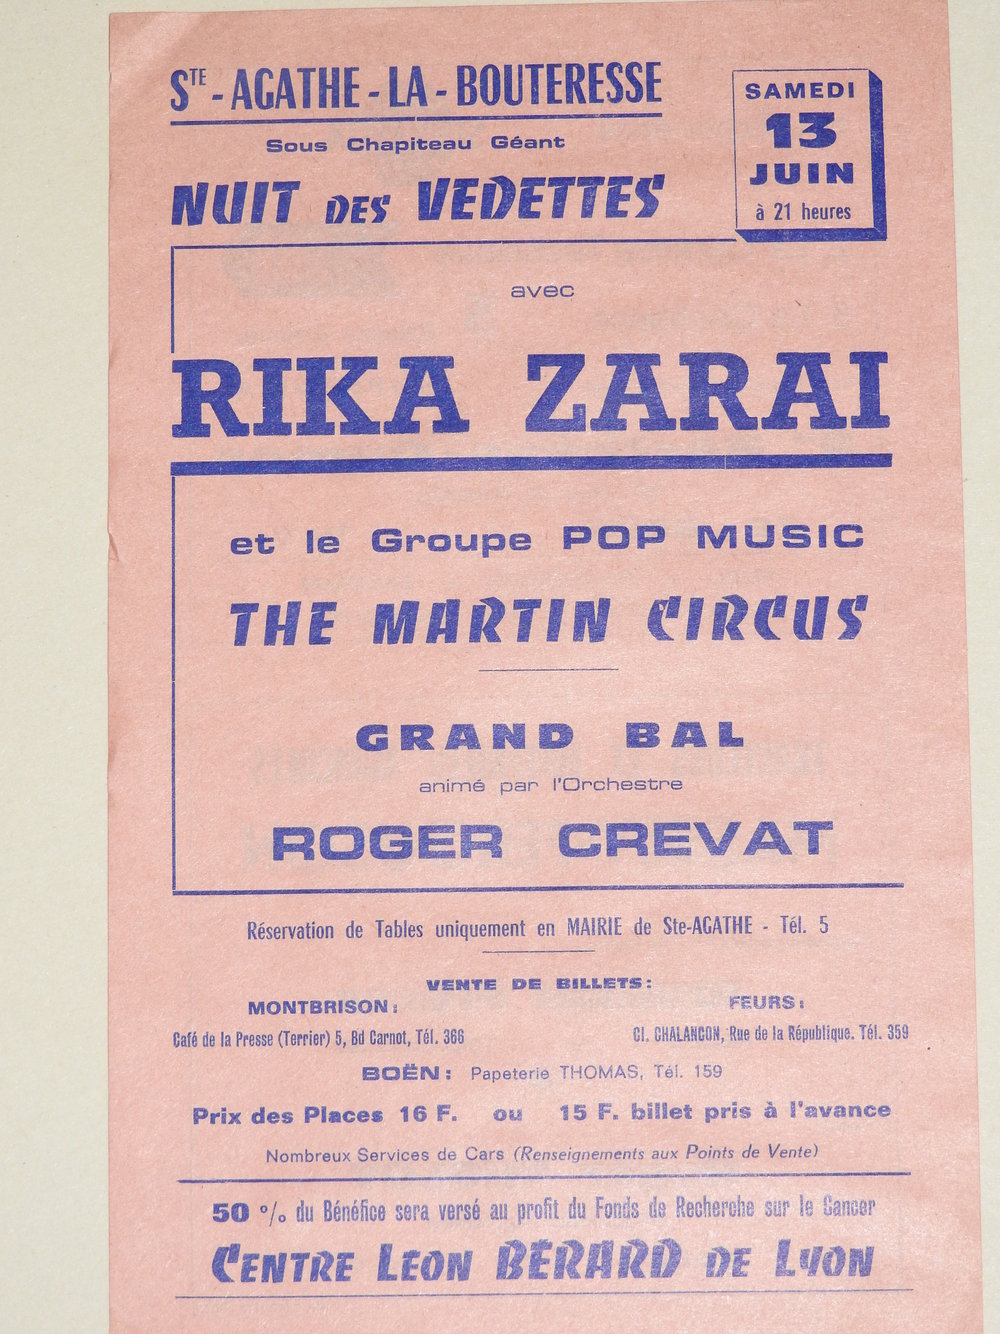 STE - AGATHE - LA - BOUTERESSE
Sous Chapiteau Géant
NUIT DES VEDETTES
SAMEDI
13
JUIN
à 21 heures
avec
RIKA ZARAI
et le Groupe POP MUSIC
THE MARTIN CIRCUS
GRAND BAL
animé par l'Orchestre
ROGER CREVAT
Réservation de Tables uniquement en MAIRIE de Ste-AGATHE - Tél. 5
VENTE DE BILLETS:
MONTBRISON:
Café de la Presse (Terrier) 5, Bd Carnot, Tél. 366
FEURS:
Cl. CHALANCON, Rue de la République. Tél. 359
BOËN: Papeterie THOMAS, Tél. 159
Prix des Places 16 F. ou 15 F. billet pris à l'avance
Nombreux Services de Cars (Renseignements aux Points de Vente)
50 % du Bénéfice sera versé au profit du Fonds de Recherche sur le Cancer
CENTRE LEON BERARD DE LYON